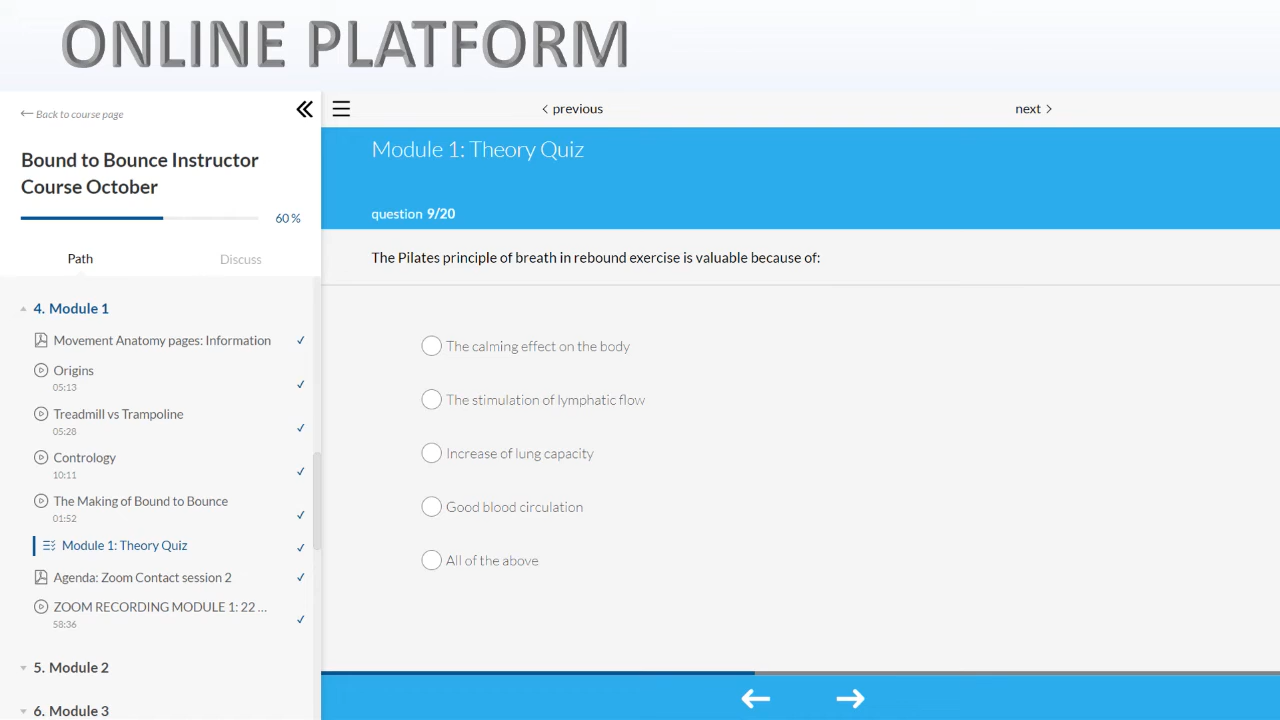 ONLINE PLATFORM
Back to course page
Bound to Bounce Instructor
Course October
60 %
Path
Discuss
4. Module 1
Movement Anatomy pages: Information
Origins
05:13
Treadmill vs Trampoline
05:28
Contrology
10:11
The Making of Bound to Bounce
01:52
Module 1: Theory Quiz
Agenda: Zoom Contact session 2
ZOOM RECORDING MODULE 1: 22 ...
58:36
5. Module 2
6. Module 3
previous
next
Module 1: Theory Quiz
question 9/20
The Pilates principle of breath in rebound exercise is valuable because of:
The calming effect on the body
The stimulation of lymphatic flow
Increase of lung capacity
Good blood circulation
All of the above